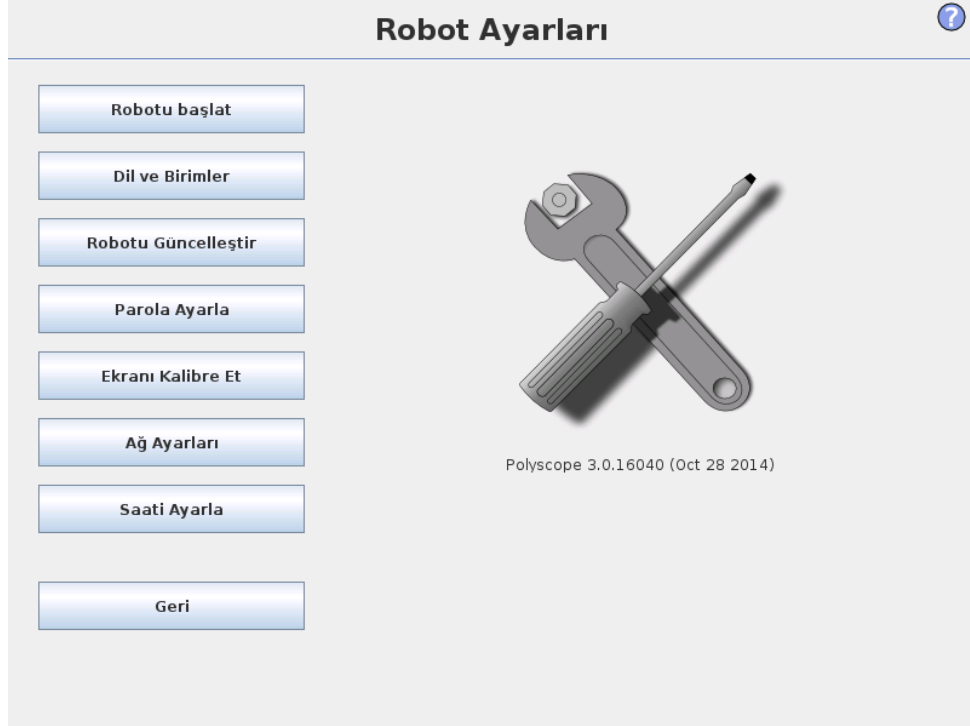 Robot Ayarları
?
Robotu başlat
Dil ve Birimler
Robotu Güncelleştir
Parola Ayarla
Ekranı Kalibre Et
Ağ Ayarları
Saati Ayarla
Geri
Polyscope 3.0.16040 (Oct 28 2014)